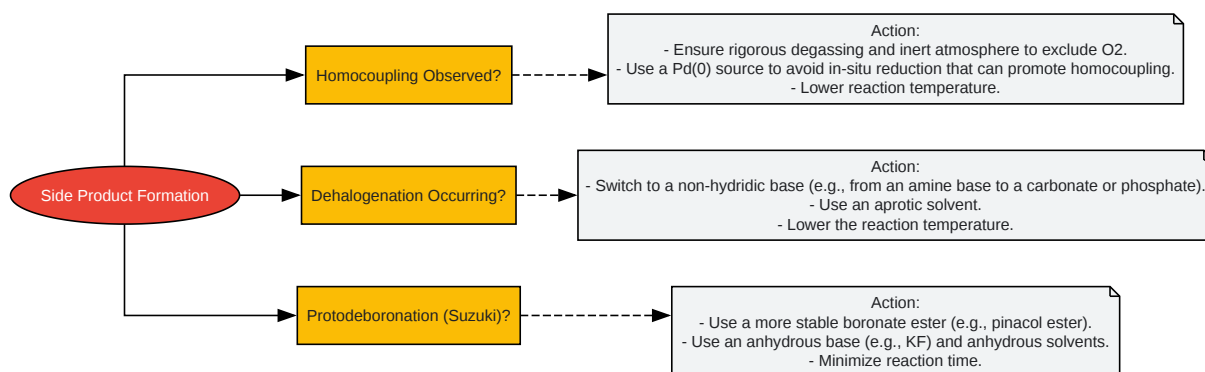 Side Product Formation
Homocoupling Observed?
Action:
- Ensure rigorous degassing and inert atmosphere to exclude O2.
- Use a Pd(0) source to avoid in-situ reduction that can promote homocoupling.
- Lower reaction temperature.
Dehalogenation Occurring?
Action:
- Switch to a non-hydridic base (e.g., from an amine base to a carbonate or phosphate).
- Use an aprotic solvent.
- Lower the reaction temperature.
Protodeboronation (Suzuki)?
Action:
- Use a more stable boronate ester (e.g., pinacol ester).
- Use an anhydrous base (e.g., KF) and anhydrous solvents.
- Minimize reaction time.